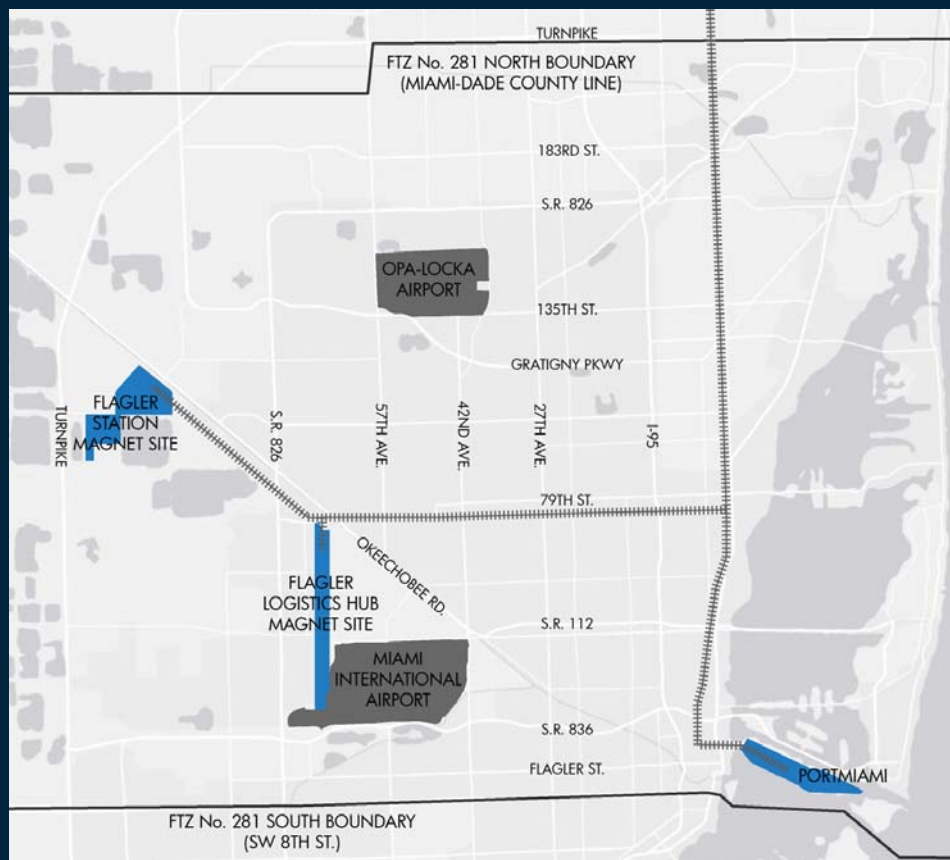 TURNPIKE
FTZ No. 281 NORTH BOUNDARY
(MIAMI-DADE COUNTY LINE)
183RD ST.
S.R. 826
OPA-LOCKA
AIRPORT
135TH ST.
GRATIGNY PKWY
FLAGLER
STATION
MAGNET SITE
TURNPIKE
S.R. 826
57TH AVE.
42ND AVE.
27TH AVE.
I-95
79TH ST.
OKEECHOBEE RD.
FLAGLER
LOGISTICS HUB
MAGNET SITE
S.R. 112
MIAMI
INTERNATIONAL
AIRPORT
S.R. 836
FLAGLER ST.
PORTMIAMI
FTZ No. 281 SOUTH BOUNDARY
(SW 8TH ST.)